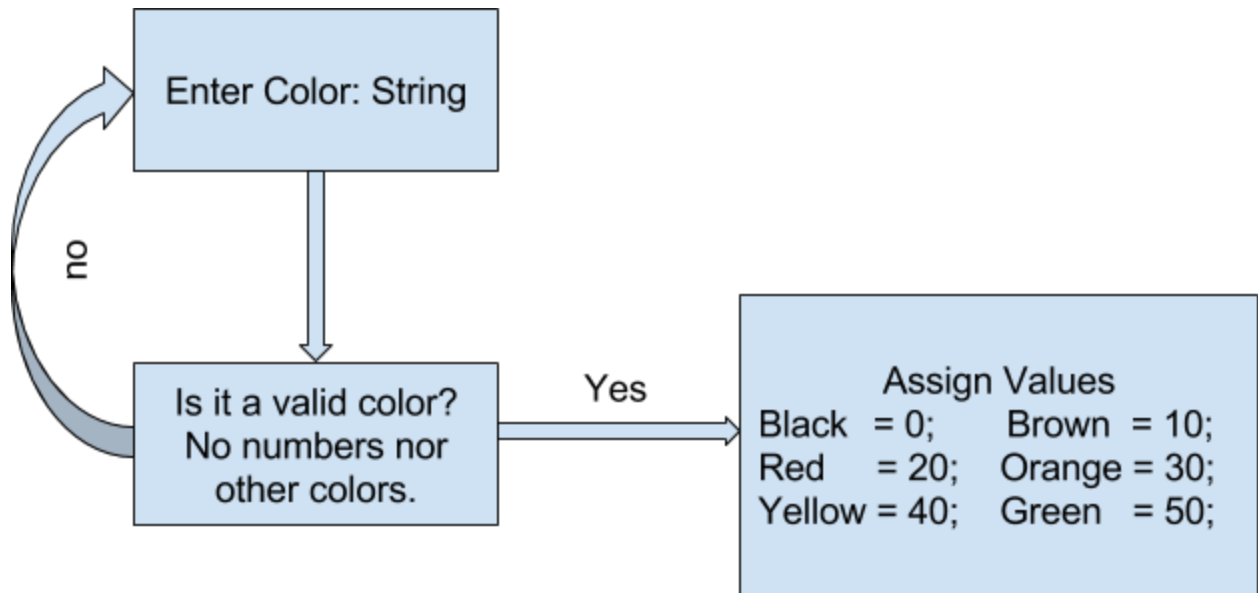 Enter Color: String
no
Is it a valid color?
No numbers nor
other colors.
Yes
Assign Values
Black = 0; Brown = 10;
Red = 20; Orange = 30;
Yellow = 40; Green = 50;